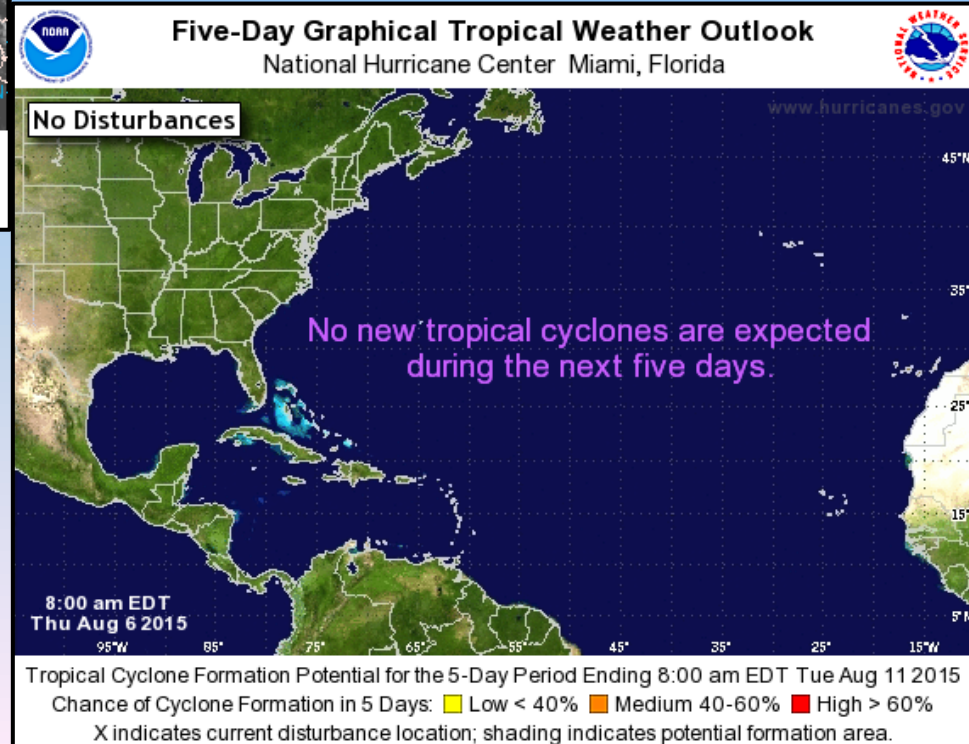 NOAA
Five-Day Graphical Tropical Weather Outlook
National Hurricane Center Miami, Florida
NATIONAL WEATHER SERVICE
No Disturbances
www.hurricanes.gov
45°N
35°
No new tropical cyclones are expected
during the next five days.
25°
15°
8:00 am EDT
Thu Aug 6 2015
5°N
95°W 85° 75° 65° 55° 45° 35° 25° 15°W
Tropical Cyclone Formation Potential for the 5-Day Period Ending 8:00 am EDT Tue Aug 11 2015
Chance of Cyclone Formation in 5 Days: Low < 40% Medium 40-60% High > 60%
X indicates current disturbance location; shading indicates potential formation area.